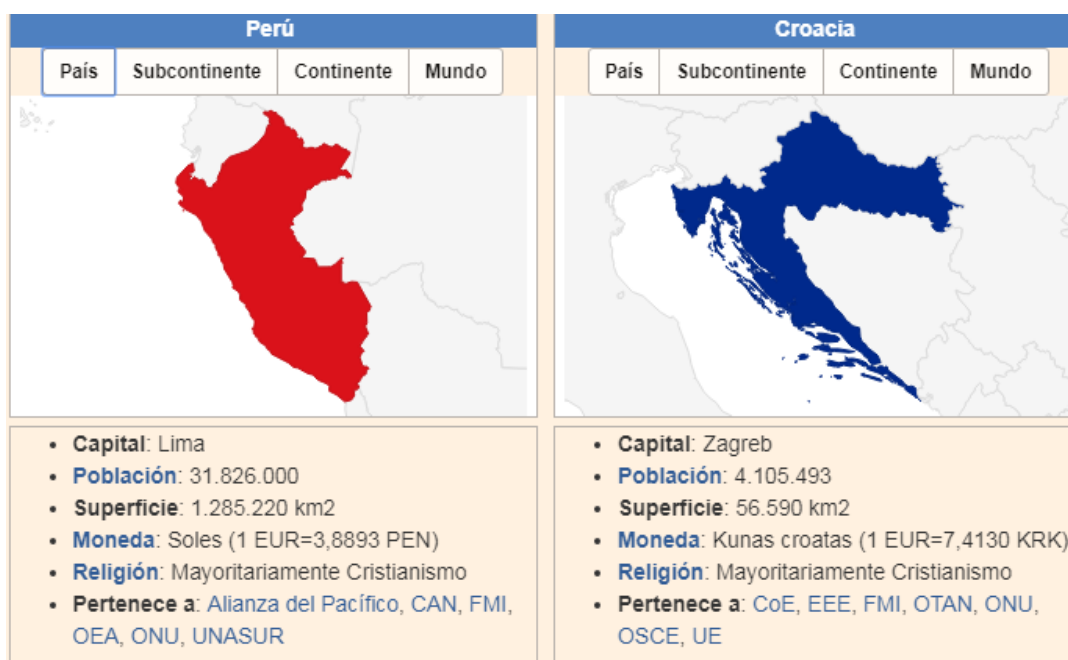 Perú
País Subcontinente Continente Mundo
• Capital: Lima
• Población: 31.826.000
• Superficie: 1.285.220 km2
• Moneda: Soles (1 EUR=3,8893 PEN)
• Religión: Mayoritariamente Cristianismo
• Pertenece a: Alianza del Pacífico, CAN, FMI,
OEA, ONU, UNASUR
Croacia
País Subcontinente Continente Mundo
• Capital: Zagreb
• Población: 4.105.493
• Superficie: 56.590 km2
• Moneda: Kunas croatas (1 EUR=7,4130 KRK)
• Religión: Mayoritariamente Cristianismo
• Pertenece a: CoE, EEE, FMI, OTAN, ONU,
OSCE, UE